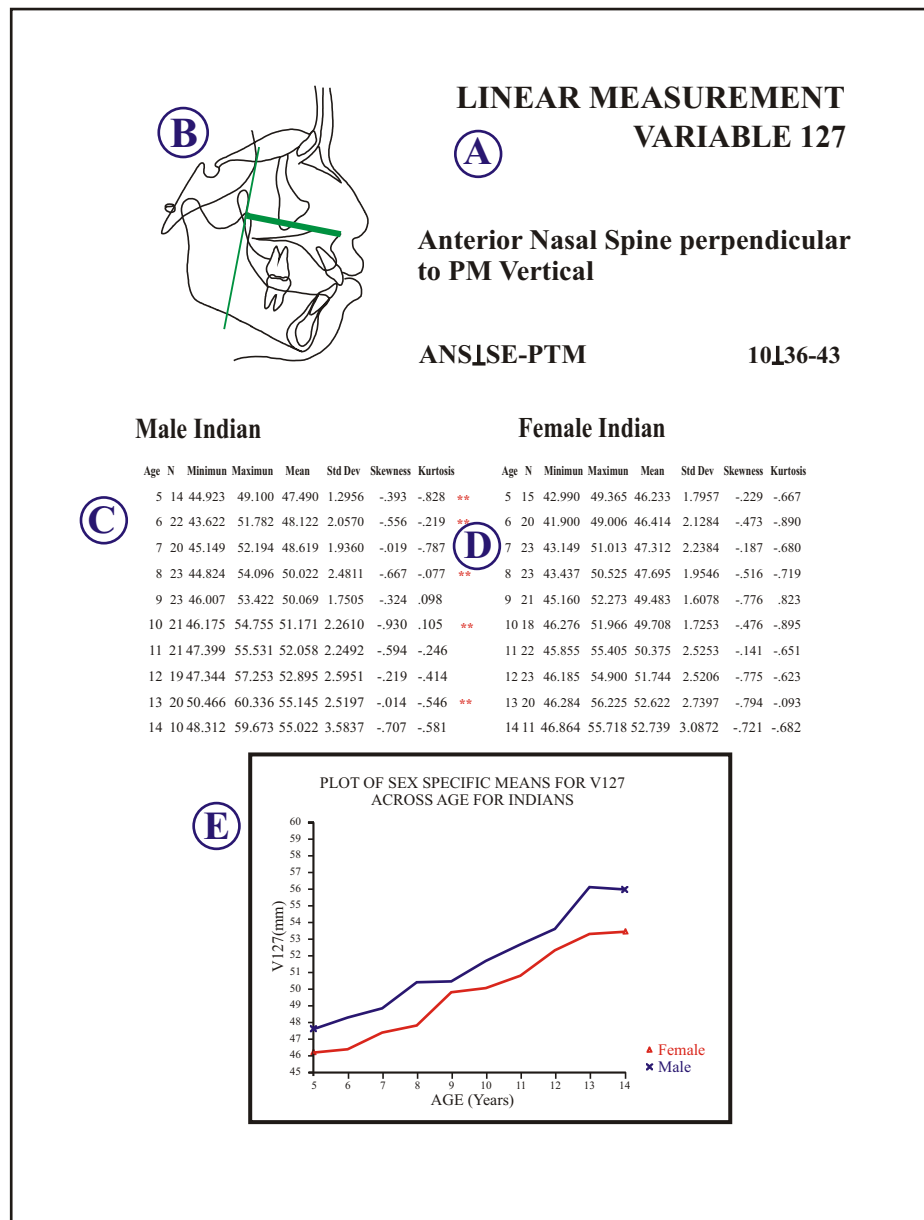 LINEAR MEASUREMENT
VARIABLE 127
B
A
Anterior Nasal Spine perpendicular
to PM Vertical
ANS⊥SE-PTM 10⊥36-43
Male Indian
Age N Minimun Maximun Mean Std Dev Skewness Kurtosis
5 14 44.923 49.100 47.490 1.2956 -.393 -.828 **
6 22 43.622 51.782 48.122 2.0570 -.556 -.219 **
7 20 45.149 52.194 48.619 1.9360 -.019 -.787
8 23 44.824 54.096 50.022 2.4811 -.667 -.077 **
9 23 46.007 53.422 50.069 1.7505 -.324 .098
10 21 46.175 54.755 51.171 2.2610 -.930 .105 **
11 21 47.399 55.531 52.058 2.2492 -.594 -.246
12 19 47.344 57.253 52.895 2.5951 -.219 -.414
13 20 50.466 60.336 55.145 2.5197 -.014 -.546 **
14 10 48.312 59.673 55.022 3.5837 -.707 -.581
C
D
Female Indian
Age N Minimun Maximun Mean Std Dev Skewness Kurtosis
5 15 42.990 49.365 46.233 1.7957 -.229 -.667
6 20 41.900 49.006 46.414 2.1284 -.473 -.890
7 23 43.149 51.013 47.312 2.2384 -.187 -.680
8 23 43.437 50.525 47.695 1.9546 -.516 -.719
9 21 45.160 52.273 49.483 1.6078 -.776 .823
10 18 46.276 51.966 49.708 1.7253 -.476 -.895
11 22 45.855 55.405 50.375 2.5253 -.141 -.651
12 23 46.185 54.900 51.744 2.5206 -.775 -.623
13 20 46.284 56.225 52.622 2.7397 -.794 -.093
14 11 46.864 55.718 52.739 3.0872 -.721 -.682
E
PLOT OF SEX SPECIFIC MEANS FOR V127
ACROSS AGE FOR INDIANS
V127(mm)
60
59
58
57
56
55
54
53
52
51
50
49
48
47
46
45
5 6 7 8 9 10 11 12 13 14
AGE (Years)
Female
Male